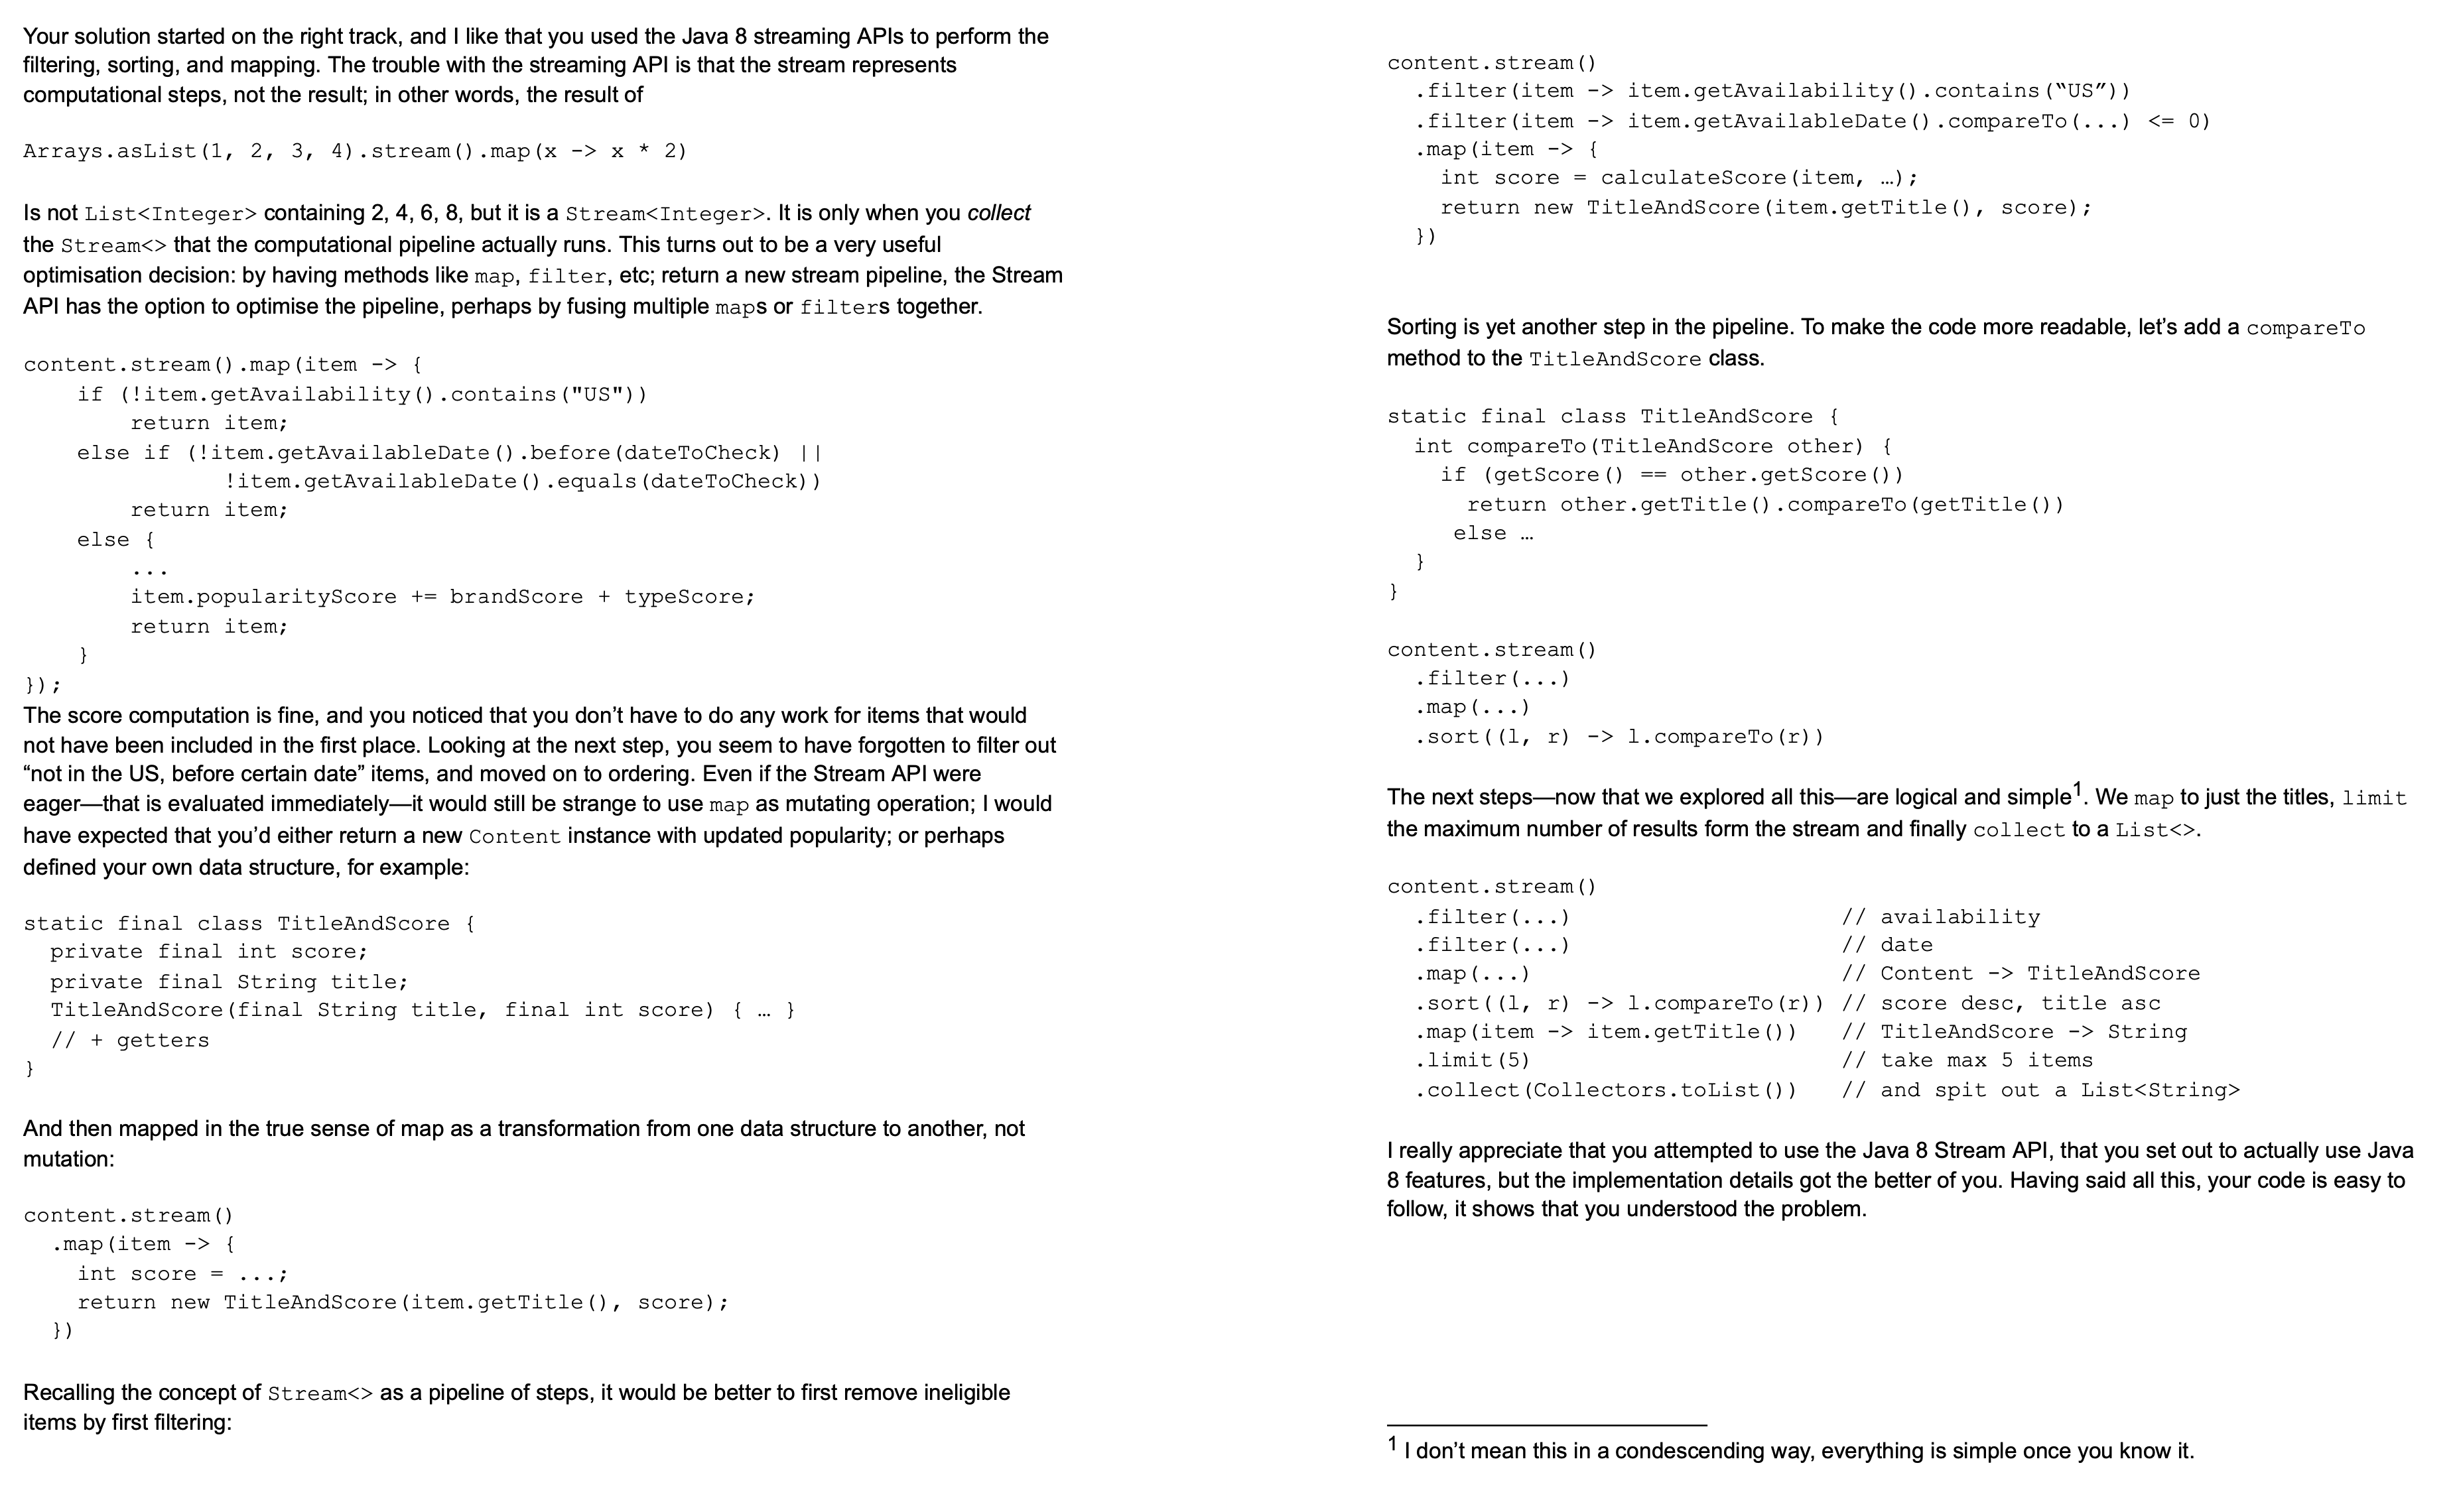 Your solution started on the right track, and I like that you used the Java 8 streaming APIs to perform the
filtering, sorting, and mapping. The trouble with the streaming API is that the stream represents
computational steps, not the result; in other words, the result of
Arrays.asList(1, 2, 3, 4).stream().map(x -> x * 2)
Is not List<Integer> containing 2, 4, 6, 8, but it is a Stream<Integer>. It is only when you collect
the Stream<> that the computational pipeline actually runs. This turns out to be a very useful
optimisation decision: by having methods like map, filter, etc; return a new stream pipeline, the Stream
API has the option to optimise the pipeline, perhaps by fusing multiple maps or filters together.
content.stream().map(item -> {
    if (!item.getAvailability().contains("US"))
        return item;
    else if (!item.getAvailableDate().before(dateToCheck) ||
               !item.getAvailableDate().equals(dateToCheck))
        return item;
    else {
        ...
        item.popularityScore += brandScore + typeScore;
        return item;
    }
});
The score computation is fine, and you noticed that you don’t have to do any work for items that would
not have been included in the first place. Looking at the next step, you seem to have forgotten to filter out
“not in the US, before certain date” items, and moved on to ordering. Even if the Stream API were
eager—that is evaluated immediately—it would still be strange to use map as mutating operation; I would
have expected that you’d either return a new Content instance with updated popularity; or perhaps
defined your own data structure, for example:
static final class TitleAndScore {
  private final int score;
  private final String title;
  TitleAndScore(final String title, final int score) { … }
  // + getters
}
And then mapped in the true sense of map as a transformation from one data structure to another, not
mutation:
content.stream()
  .map(item -> {
    int score = ...;
    return new TitleAndScore(item.getTitle(), score);
  })
Recalling the concept of Stream<> as a pipeline of steps, it would be better to first remove ineligible
items by first filtering:
content.stream()
  .filter(item -> item.getAvailability().contains(“US”))
  .filter(item -> item.getAvailableDate().compareTo(...) <= 0)
  .map(item -> {
    int score = calculateScore(item, …);
    return new TitleAndScore(item.getTitle(), score);
  })
Sorting is yet another step in the pipeline. To make the code more readable, let’s add a compareTo
method to the TitleAndScore class.
static final class TitleAndScore {
  int compareTo(TitleAndScore other) {
    if (getScore() == other.getScore())
      return other.getTitle().compareTo(getTitle())
     else …
  }
}
content.stream()
  .filter(...)
  .map(...)
  .sort((l, r) -> l.compareTo(r))
The next steps—now that we explored all this—are logical and simple1. We map to just the titles, limit
the maximum number of results form the stream and finally collect to a List<>.
content.stream()
  .filter(...)                    // availability
  .filter(...)                    // date
  .map(...)                       // Content -> TitleAndScore
  .sort((l, r) -> l.compareTo(r)) // score desc, title asc
  .map(item -> item.getTitle())   // TitleAndScore -> String
  .limit(5)                       // take max 5 items
  .collect(Collectors.toList())   // and spit out a List<String>
I really appreciate that you attempted to use the Java 8 Stream API, that you set out to actually use Java
8 features, but the implementation details got the better of you. Having said all this, your code is easy to
follow, it shows that you understood the problem.
1 I don’t mean this in a condescending way, everything is simple once you know it.